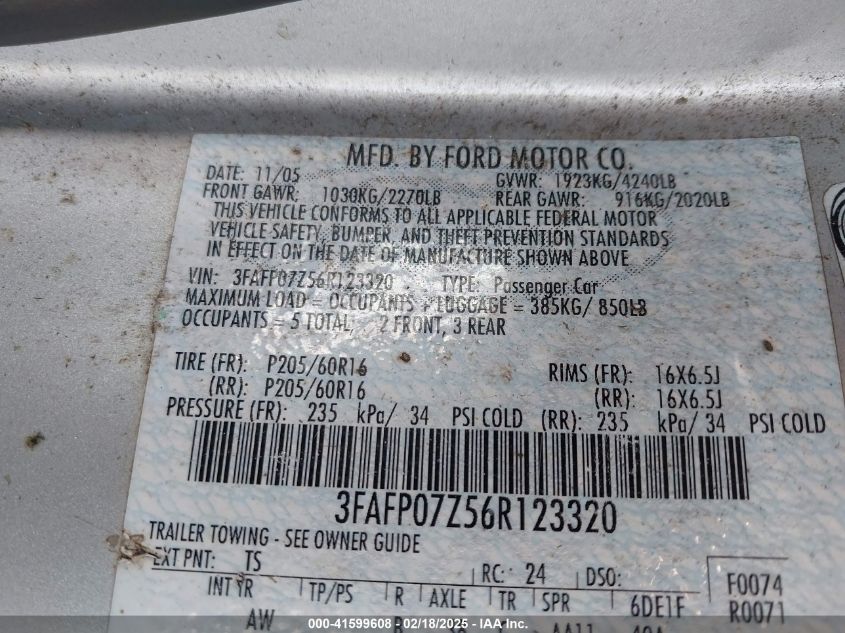 MFD. BY FORD MOTOR CO.
DATE: 11/05 GVWR: 1923KG/4240LB
FRONT GAWR: 1030KG/2270LB REAR GAWR: 916KG/2020LB
THIS VEHICLE CONFORMS TO ALL APPLICABLE FEDERAL MOTOR
VEHICLE SAFETY, BUMPER, AND THEFT PREVENTION STANDARDS
IN EFFECT ON THE DATE OF MANUFACTURE SHOWN ABOVE
VIN: 3FAFP07Z56R123320 TYPE: Passenger Car
MAXIMUM LOAD = OCCUPANTS + LUGGAGE = 385KG/ 850LB
OCCUPANTS = 5 TOTAL, 2 FRONT, 3 REAR
TIRE (FR): P205/60R16 RIMS (FR): 16X6.5J
(RR): P205/60R16 (RR): 16X6.5J
PRESSURE (FR): 235 kPa/ 34 PSI COLD (RR): 235 kPa/ 34 PSI COLD
3FAFP07Z56R123320
TRAILER TOWING - SEE OWNER GUIDE
EXT PNT: TS RC: 24 DSO: F0074
INT TR TP/PS R AXLE TR SPR 6DE1F R0071
AW
000-41599608 - 02/18/2025 - IAAI.COM